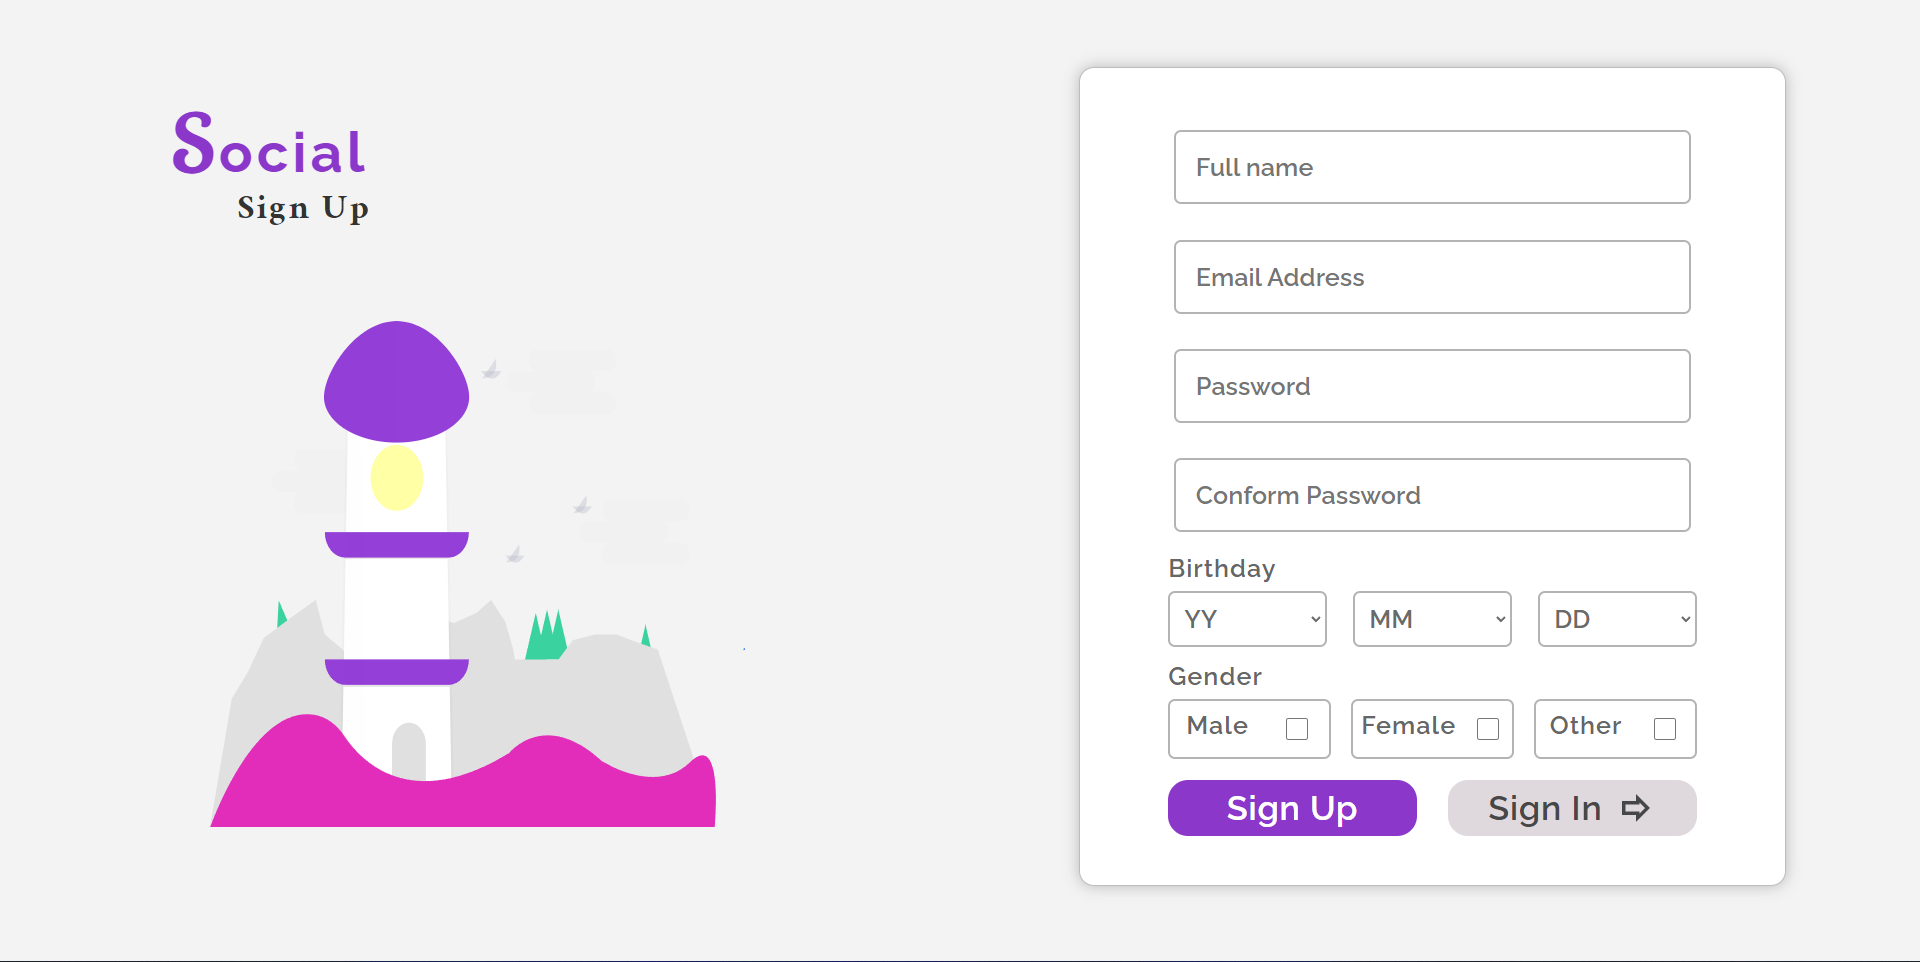 Social
Sign Up
Full name
Email Address
Password
Conform Password
Birthday
YY MM DD
Gender
Male Female Other
Sign Up Sign In